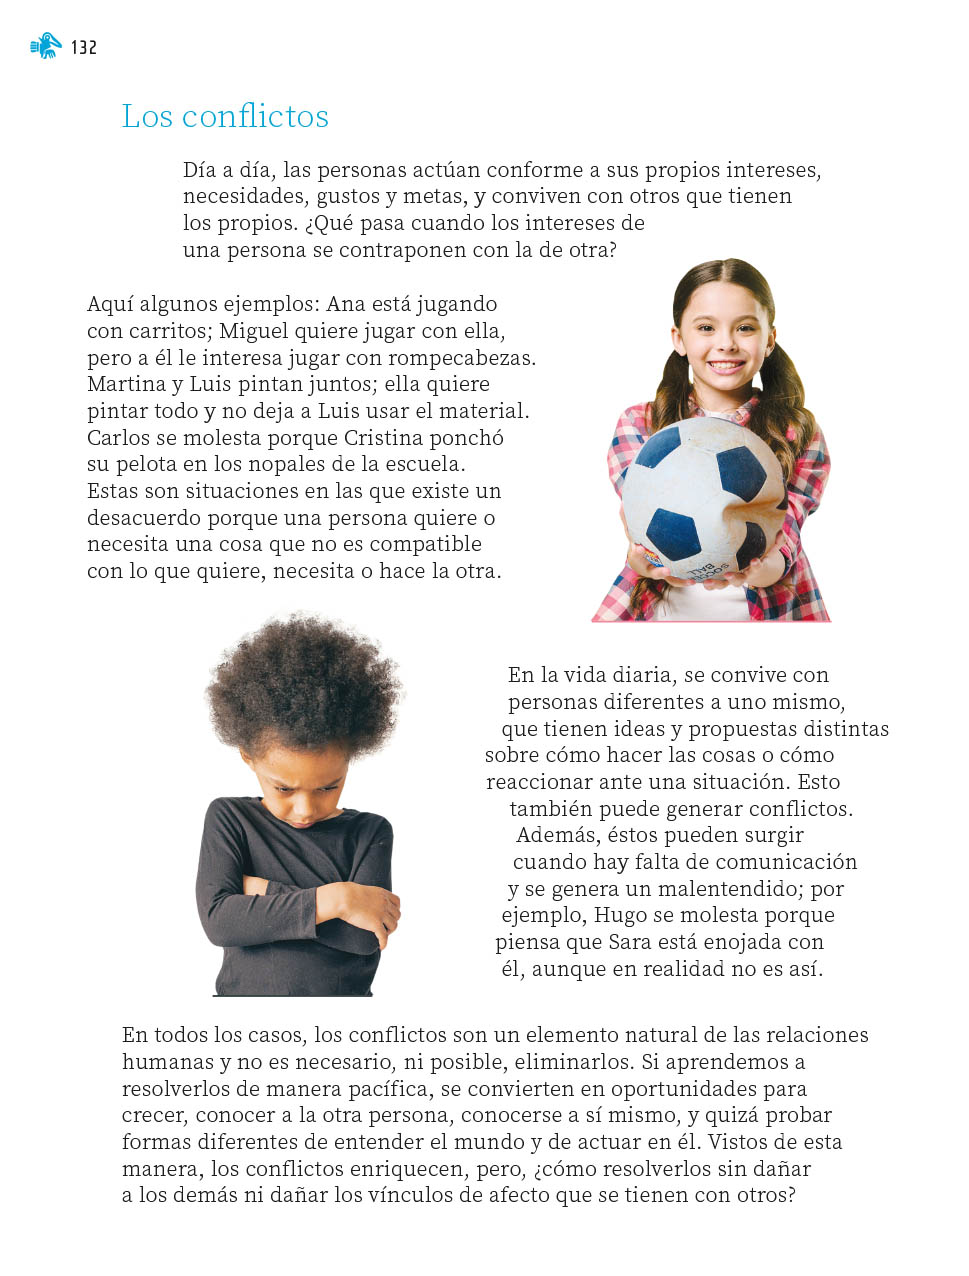 132
Los conflictos
Día a día, las personas actúan conforme a sus propios intereses,
necesidades, gustos y metas, y conviven con otros que tienen
los propios. ¿Qué pasa cuando los intereses de
una persona se contraponen con la de otra?
Aquí algunos ejemplos: Ana está jugando
con carritos; Miguel quiere jugar con ella,
pero a él le interesa jugar con rompecabezas.
Martina y Luis pintan juntos; ella quiere
pintar todo y no deja a Luis usar el material.
Carlos se molesta porque Cristina ponchó
su pelota en los nopales de la escuela.
Estas son situaciones en las que existe un
desacuerdo porque una persona quiere o
necesita una cosa que no es compatible
con lo que quiere, necesita o hace la otra.
SOCCER
BALL
En la vida diaria, se convive con
personas diferentes a uno mismo,
que tienen ideas y propuestas distintas
sobre cómo hacer las cosas o cómo
reaccionar ante una situación. Esto
también puede generar conflictos.
Además, éstos pueden surgir
cuando hay falta de comunicación
y se genera un malentendido; por
ejemplo, Hugo se molesta porque
piensa que Sara está enojada con
él, aunque en realidad no es así.
En todos los casos, los conflictos son un elemento natural de las relaciones
humanas y no es necesario, ni posible, eliminarlos. Si aprendemos a
resolverlos de manera pacífica, se convierten en oportunidades para
crecer, conocer a la otra persona, conocerse a sí mismo, y quizá probar
formas diferentes de entender el mundo y de actuar en él. Vistos de esta
manera, los conflictos enriquecen, pero, ¿cómo resolverlos sin dañar
a los demás ni dañar los vínculos de afecto que se tienen con otros?